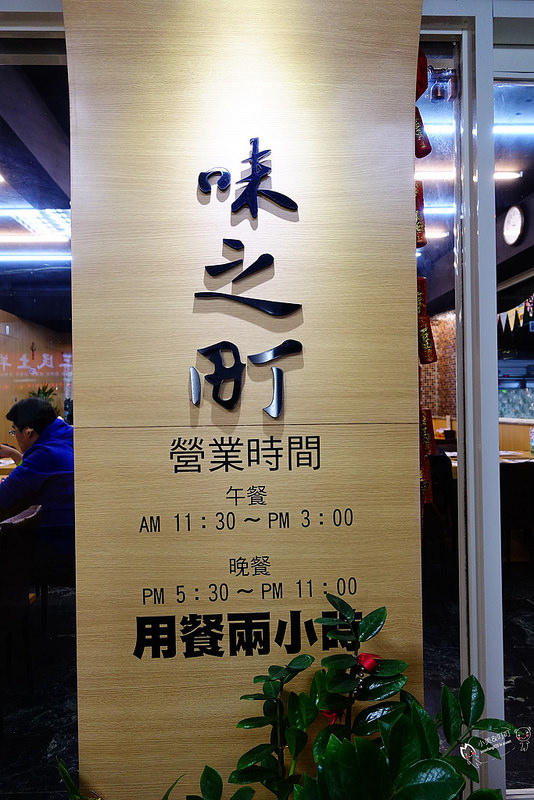 味之町
營業時間
午餐
AM 11：30～PM 3：00
晚餐
PM 5：30～PM 11：00
用餐兩小時